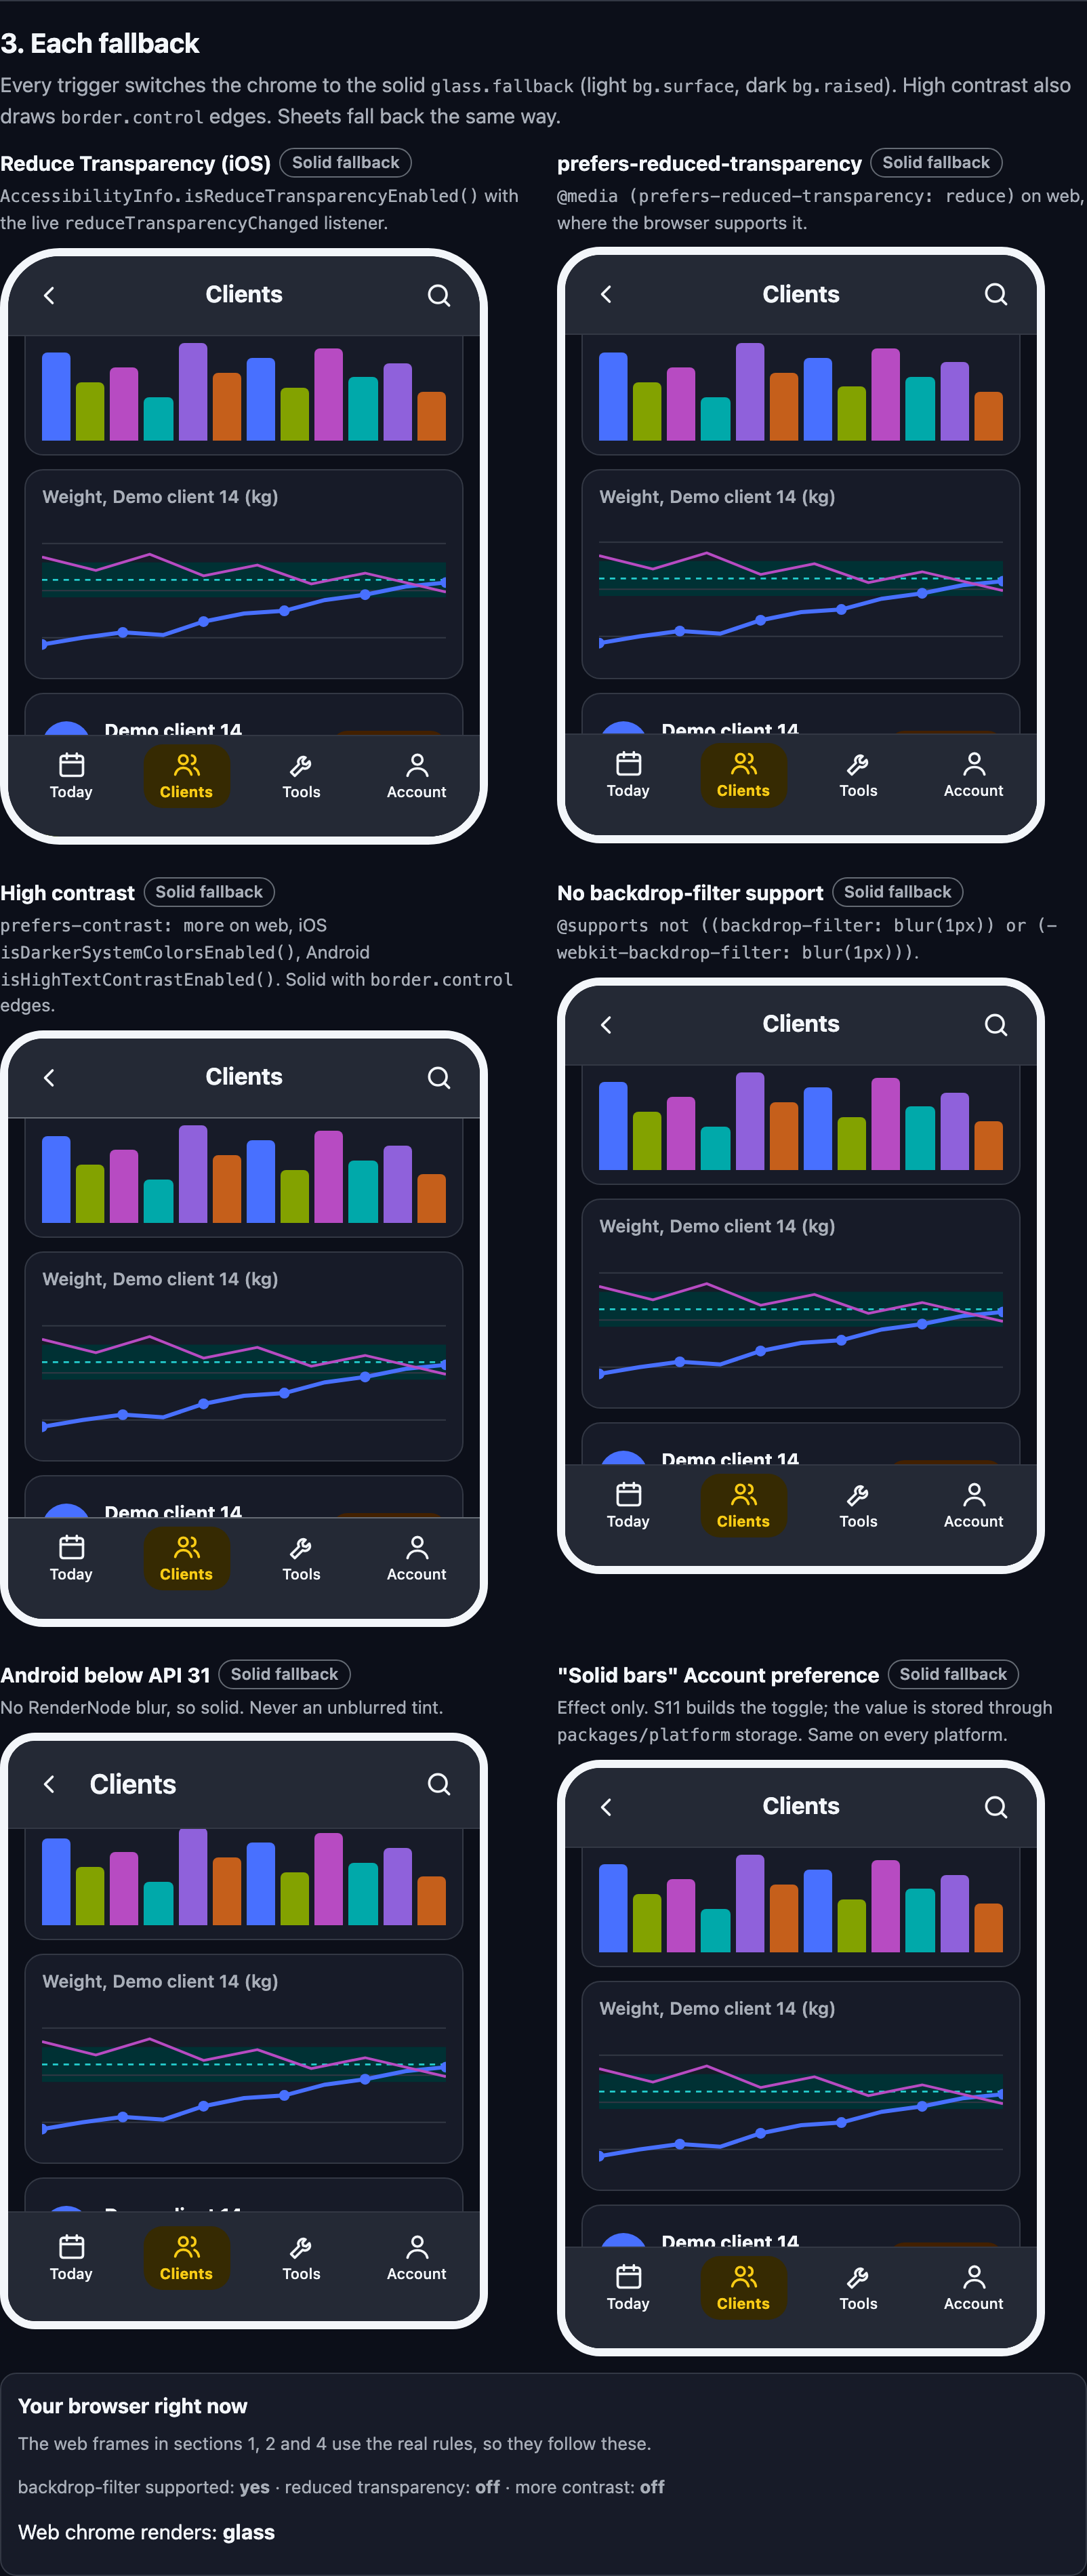 3. Each fallback
Every trigger switches the chrome to the solid glass.fallback (light bg.surface, dark bg.raised). High contrast also
draws border.control edges. Sheets fall back the same way.
Reduce Transparency (iOS) Solid fallback
AccessibilityInfo.isReduceTransparencyEnabled() with
the live reduceTransparencyChanged listener.
Clients
Weight, Demo client 14 (kg)
Demo client 14
Today Clients Tools Account
prefers-reduced-transparency Solid fallback
@media (prefers-reduced-transparency: reduce) on web,
where the browser supports it.
Clients
Weight, Demo client 14 (kg)
Demo client 14
Today Clients Tools Account
High contrast Solid fallback
prefers-contrast: more on web, iOS
isDarkerSystemColorsEnabled(), Android
isHighTextContrastEnabled(). Solid with border.control
edges.
Clients
Weight, Demo client 14 (kg)
Demo client 14
Today Clients Tools Account
No backdrop-filter support Solid fallback
@supports not ((backdrop-filter: blur(1px)) or (-
webkit-backdrop-filter: blur(1px))).
Clients
Weight, Demo client 14 (kg)
Demo client 14
Today Clients Tools Account
Android below API 31 Solid fallback
No RenderNode blur, so solid. Never an unblurred tint.
Clients
Weight, Demo client 14 (kg)
Demo client 14
Today Clients Tools Account
"Solid bars" Account preference Solid fallback
Effect only. S11 builds the toggle; the value is stored through
packages/platform storage. Same on every platform.
Clients
Weight, Demo client 14 (kg)
Demo client 14
Today Clients Tools Account
Your browser right now
The web frames in sections 1, 2 and 4 use the real rules, so they follow these.
backdrop-filter supported: yes · reduced transparency: off · more contrast: off
Web chrome renders: glass